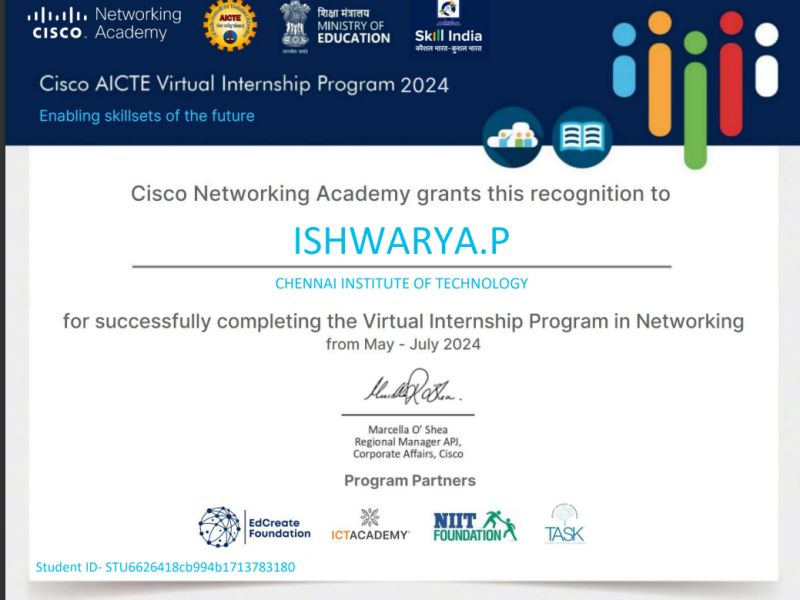 Networking
CISCO Academy
AICTE
शिक्षा मंत्रालय
MINISTRY OF
EDUCATION
Skill India
कौशल भारत - कुशल भारत
Cisco AICTE Virtual Internship Program 2024
Enabling skillsets of the future
Cisco Networking Academy grants this recognition to
ISHWARYA.P
CHENNAI INSTITUTE OF TECHNOLOGY
for successfully completing the Virtual Internship Program in Networking
from May - July 2024
Marcella O' Shea
Regional Manager APJ,
Corporate Affairs, Cisco
Program Partners
EdCreate
Foundation
ICTACADEMY
NIIT
FOUNDATION
TASK
Student ID- STU6626418cb994b1713783180